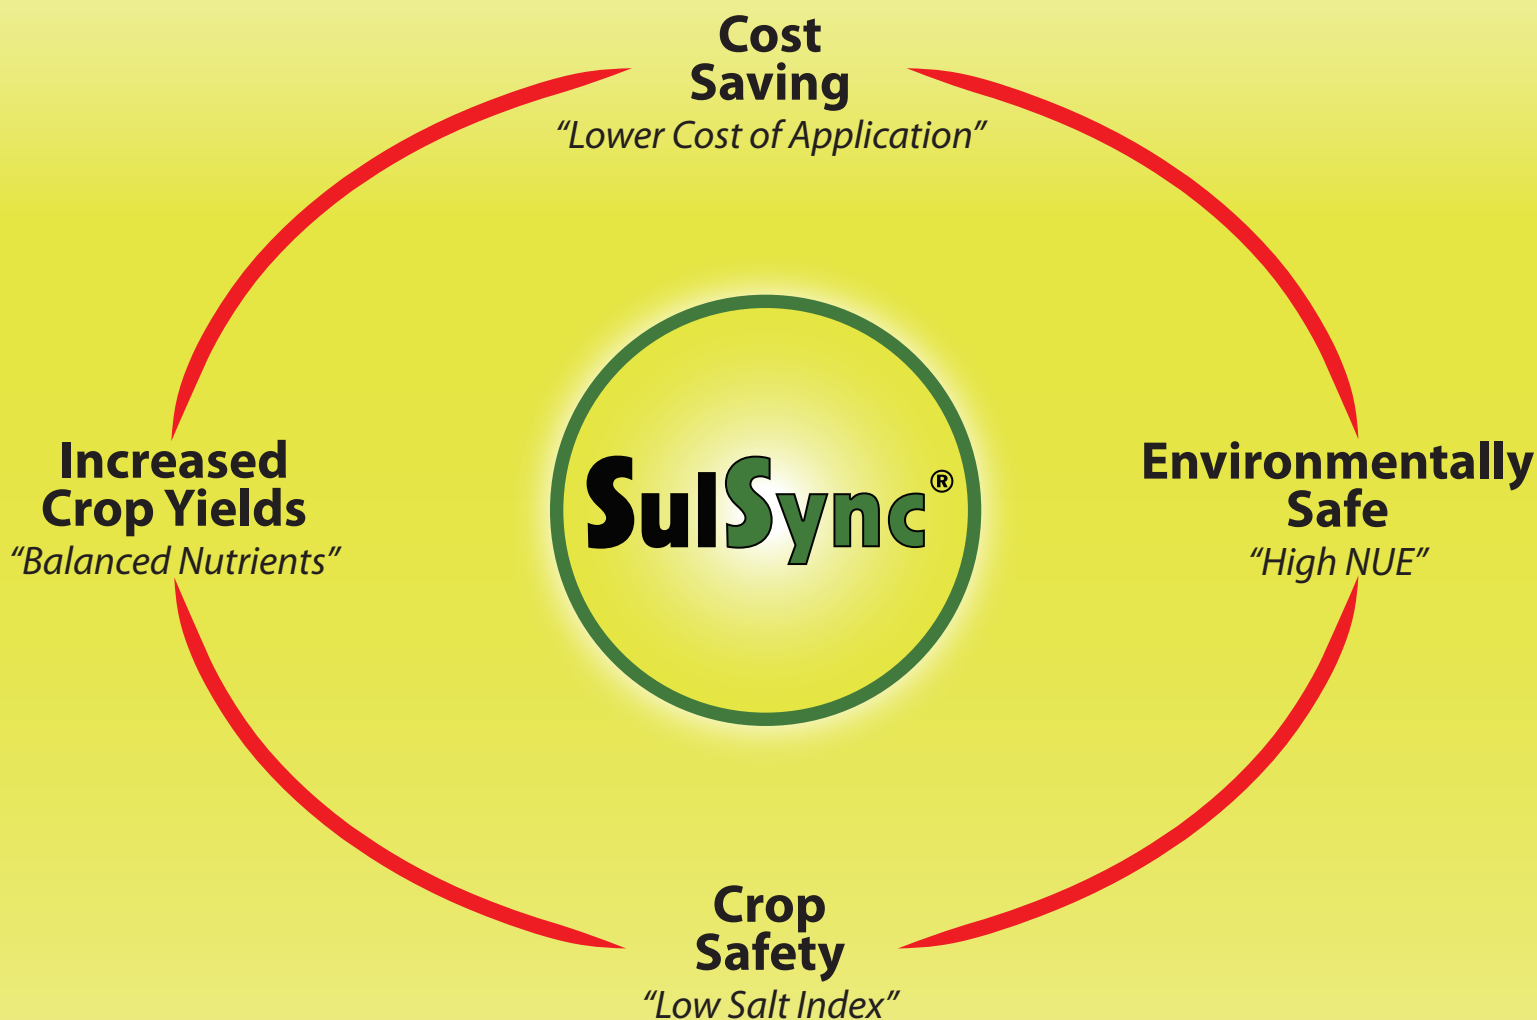 Cost
Saving
“Lower Cost of Application”
Increased
Crop Yields
“Balanced Nutrients”
SulSync®
Environmentally
Safe
“High NUE”
Crop
Safety
“Low Salt Index”